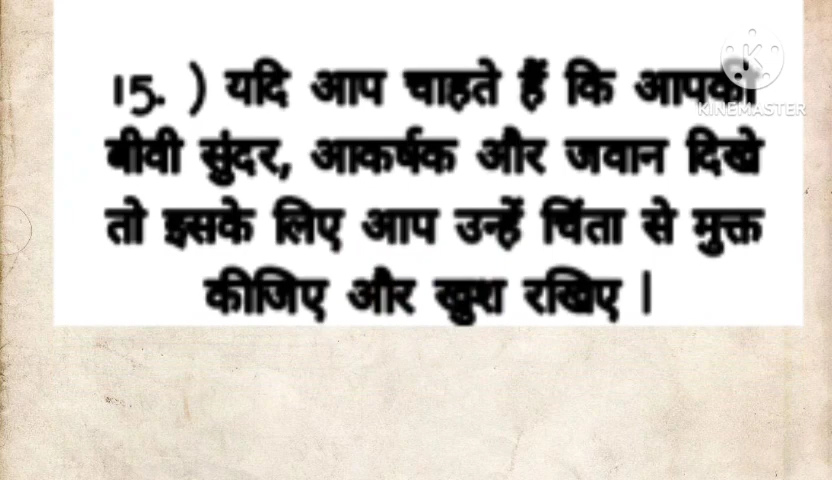 15. ) यदि आप चाहते हैं कि आपकी
बीवी सुंदर, आकर्षक और जवान दिखे
तो इसके लिए आप उन्हें चिंता से मुक्त
कीजिए और खुश रखिए |
KINEMASTER